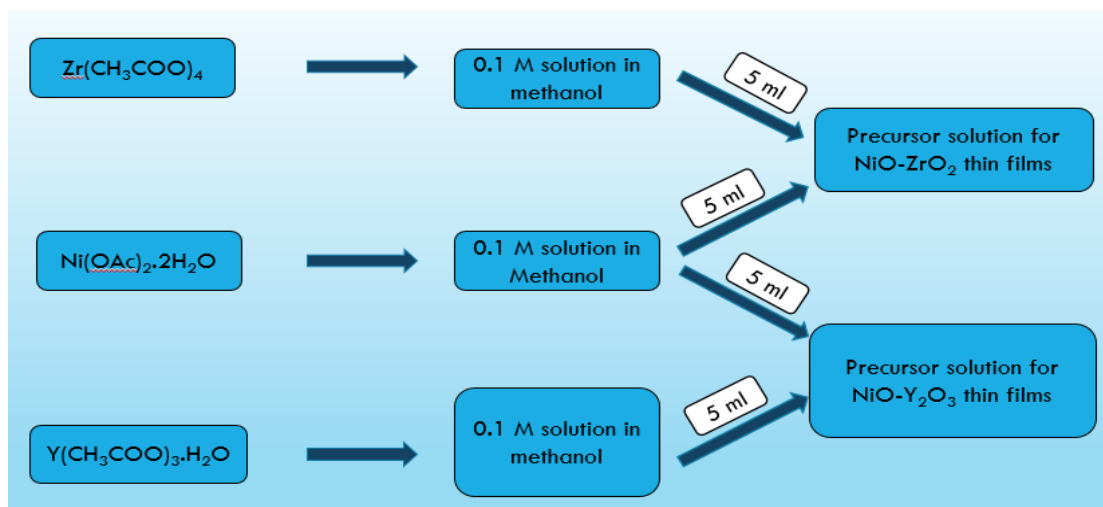 Zr(CH₃COO)₄
0.1 M solution in
methanol
5 ml
Precursor solution for
NiO-ZrO₂ thin films
5 ml
Ni(OAc)₂.2H₂O
0.1 M solution in
Methanol
5 ml
Precursor solution for
NiO-Y₂O₃ thin films
5 ml
Y(CH₃COO)₃.H₂O
0.1 M solution in
methanol